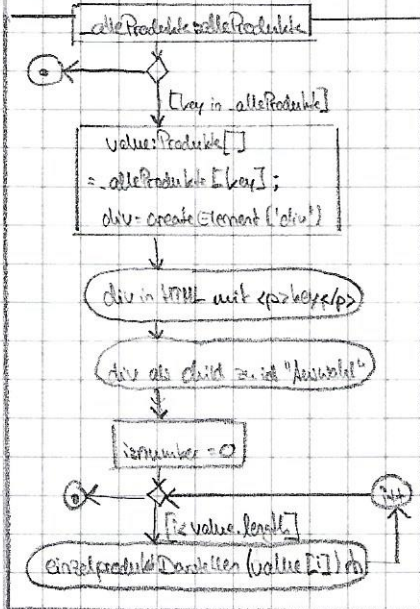 _alleProdukte=alleProdukte
[key in _alleProdukte]
value:Produkte[]
=_alleProdukte[key];
div=createElement('div')
div in HTML mit <p>key</p>
div als child zu id "Auswahl"
i:number=0
i++
[i<value.length]
einzelproduktDarstellen(value[i])